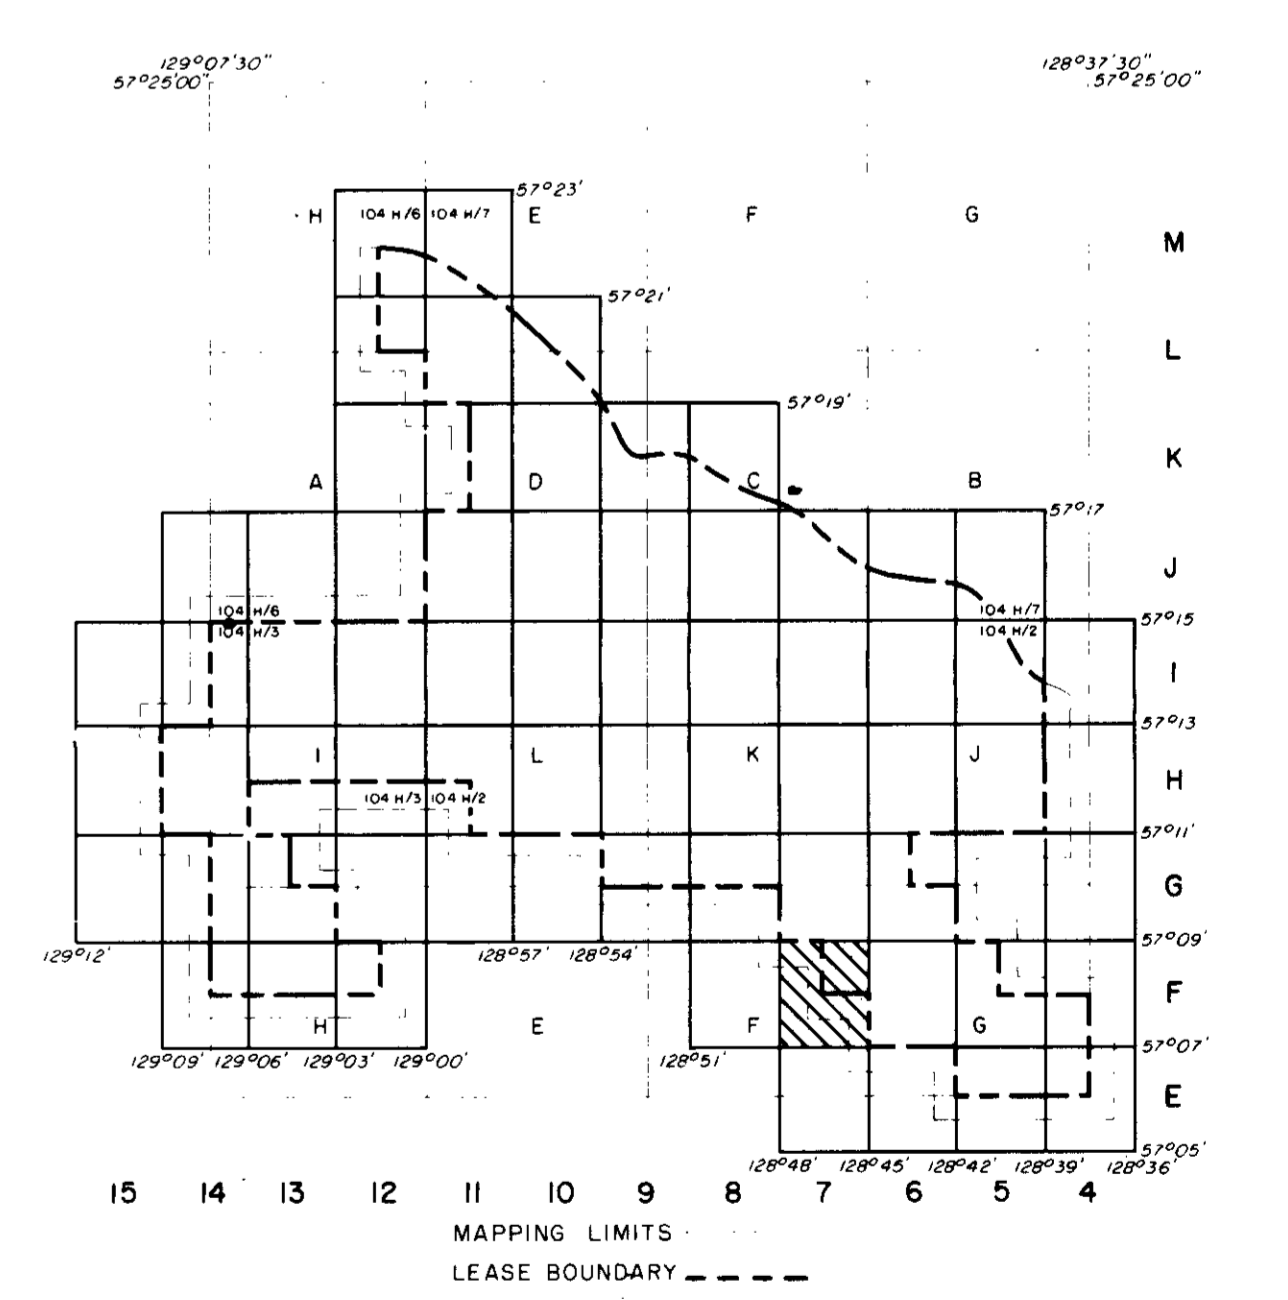 129°07'30" 128°37'30"
57°25'00" 57°25'00"
57°23'
H 104 H/6 104 H/7 E F G
M
57°21'
L
57°19'
K
A D C B
57°17
J
104 H/6 104 H/7
57°15
104 H/3 104 H/2
I
57°13
I L K J H
104 H/3 104 H/2
57°11'
G
57°09'
129°12' 128°57' 128°54'
F
H E F G
57°07'
129°09' 129°06' 129°03' 129°00' 128°51'
E
57°05'
128°48' 128°45' 128°42' 128°39' 128°36'
15 14 13 12 11 10 9 8 7 6 5 4
MAPPING LIMITS
LEASE BOUNDARY